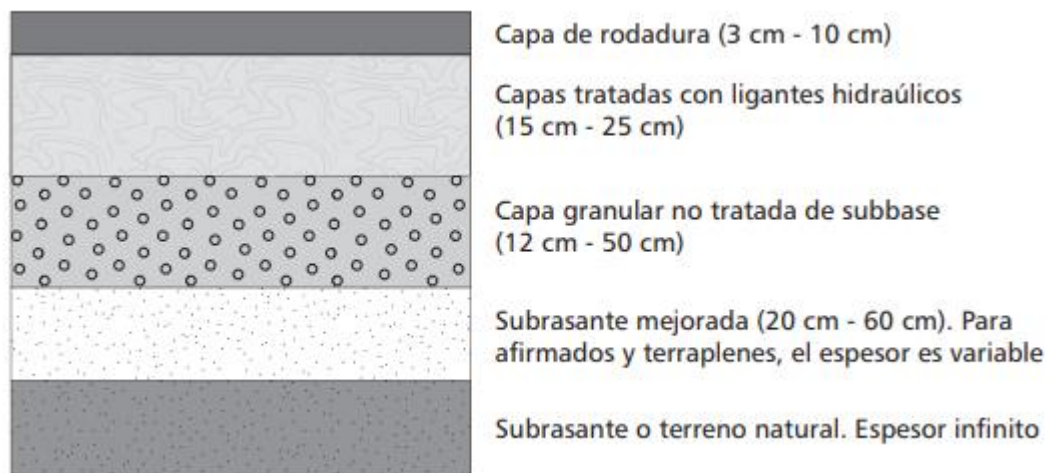 Capa de rodadura (3 cm - 10 cm)
Capas tratadas con ligantes hidraúlicos
(15 cm - 25 cm)
Capa granular no tratada de subbase
(12 cm - 50 cm)
Subrasante mejorada (20 cm - 60 cm). Para
afirmados y terraplenes, el espesor es variable
Subrasante o terreno natural. Espesor infinito